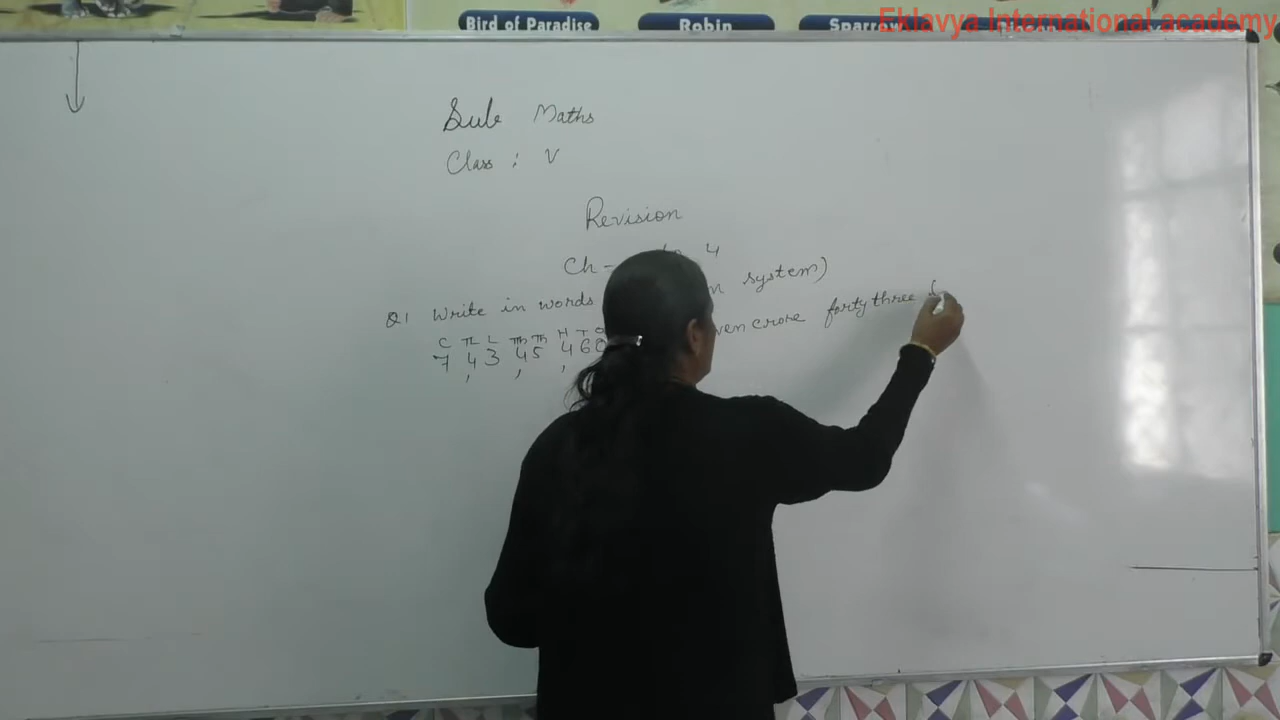 Bird of Paradise Robin Sparrow
Eklavya International academy
Sub Maths
Class : V
Revision
Ch - 4
Q1 Write in words system)
C TL L TTh Th H T O
7 43 45 460 crore forty three
, , ,